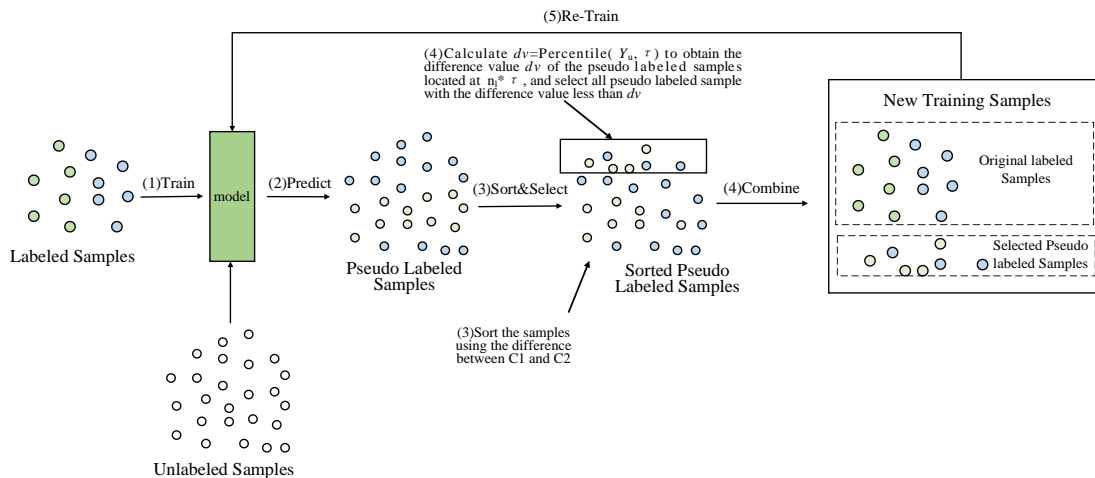 (5)Re-Train
(4)Calculate dv=Percentile( Yu, τ) to obtain the
difference value dv of the pseudo labeled samples
located at ni* τ, and select all pseudo labeled sample
with the difference value less than dv
New Training Samples
Original labeled
Samples
(1)Train
model
(2)Predict
(3)Sort&Select
(4)Combine
Selected Pseudo
labeled Samples
Labeled Samples
Pseudo Labeled
Samples
Sorted Pseudo
Labeled Samples
(3)Sort the samples
using the difference
between C1 and C2
Unlabeled Samples